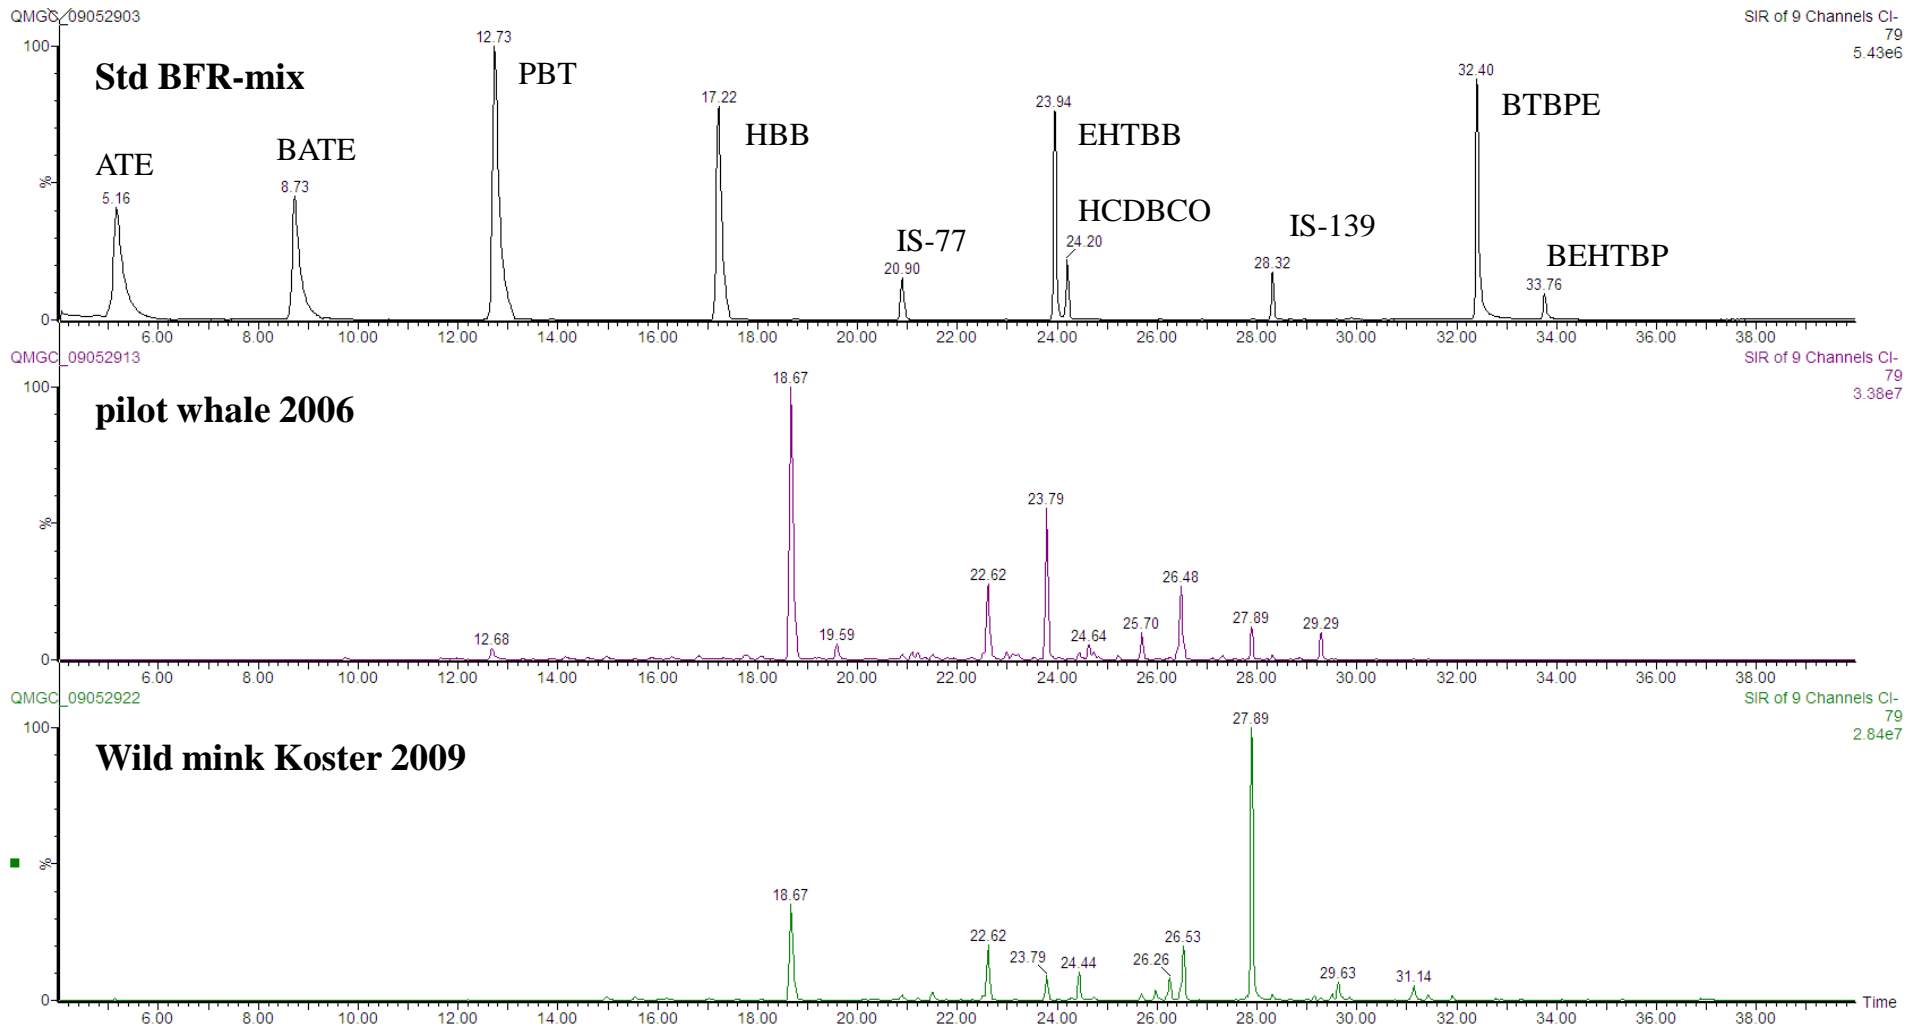 QMGC_09052903
SIR of 9 Channels CI-
79
5.43e6
100
%
0
Std BFR-mix
ATE
5.16
BATE
8.73
12.73
PBT
17.22
HBB
IS-77
20.90
23.94
EHTBB
HCDBCO
24.20
IS-139
28.32
32.40
BTBPE
BEHTBP
33.76
6.00 8.00 10.00 12.00 14.00 16.00 18.00 20.00 22.00 24.00 26.00 28.00 30.00 32.00 34.00 36.00 38.00
QMGC_09052913
SIR of 9 Channels CI-
79
3.38e7
100
%
0
pilot whale 2006
12.68
18.67
19.59
22.62
23.79
24.64
25.70
26.48
27.89
29.29
6.00 8.00 10.00 12.00 14.00 16.00 18.00 20.00 22.00 24.00 26.00 28.00 30.00 32.00 34.00 36.00 38.00
QMGC_09052922
SIR of 9 Channels CI-
79
2.84e7
100
%
0
Wild mink Koster 2009
18.67
22.62
23.79
24.44
26.26
26.53
27.89
29.63
31.14
Time
6.00 8.00 10.00 12.00 14.00 16.00 18.00 20.00 22.00 24.00 26.00 28.00 30.00 32.00 34.00 36.00 38.00